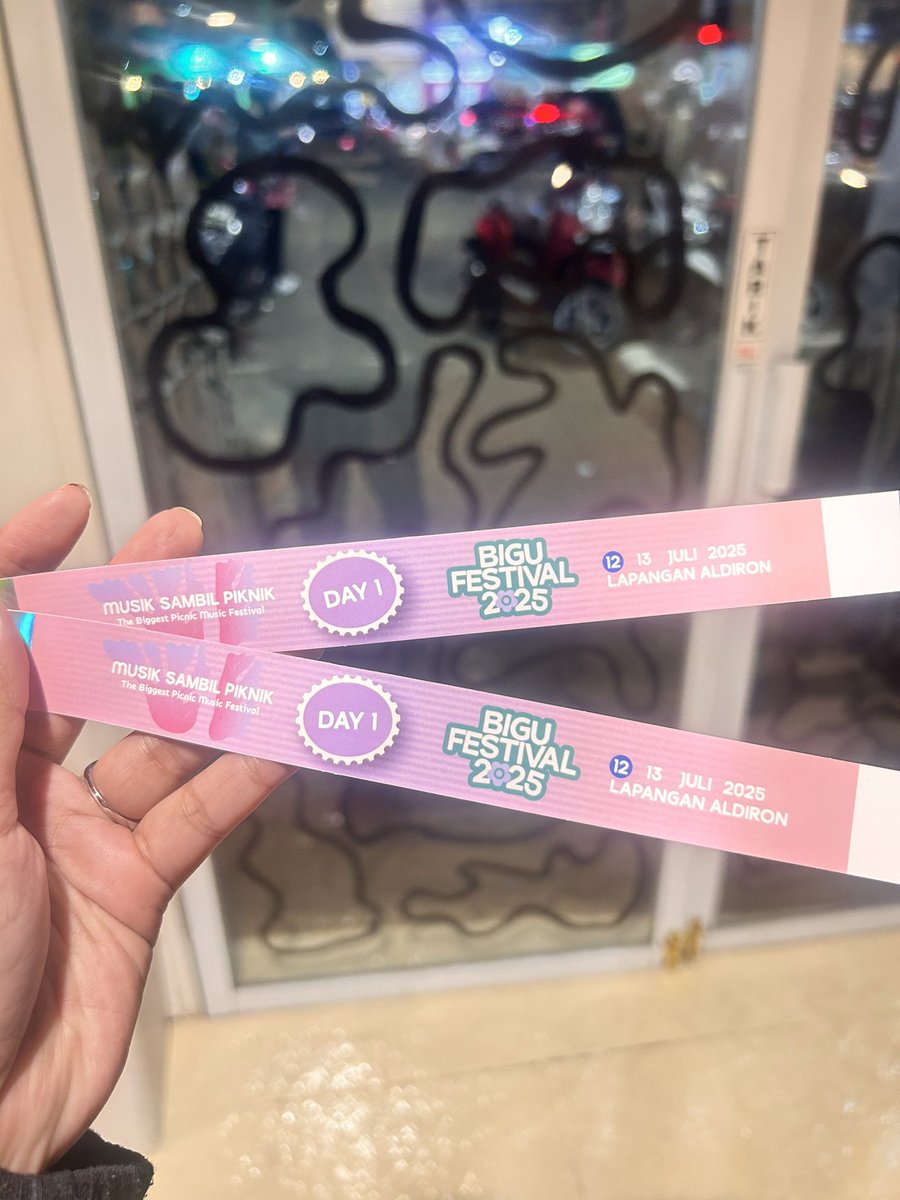 TARIK
MUSIK SAMBIL PIKNIK
The Biggest Picnic Music Festival
DAY 1
BIGU
FESTIVAL
2025
12 13 JULI 2025
LAPANGAN ALDIRON
MUSIK SAMBIL PIKNIK
The Biggest Picnic Music Festival
DAY 1
BIGU
FESTIVAL
2025
12 13 JULI 2025
LAPANGAN ALDIRON